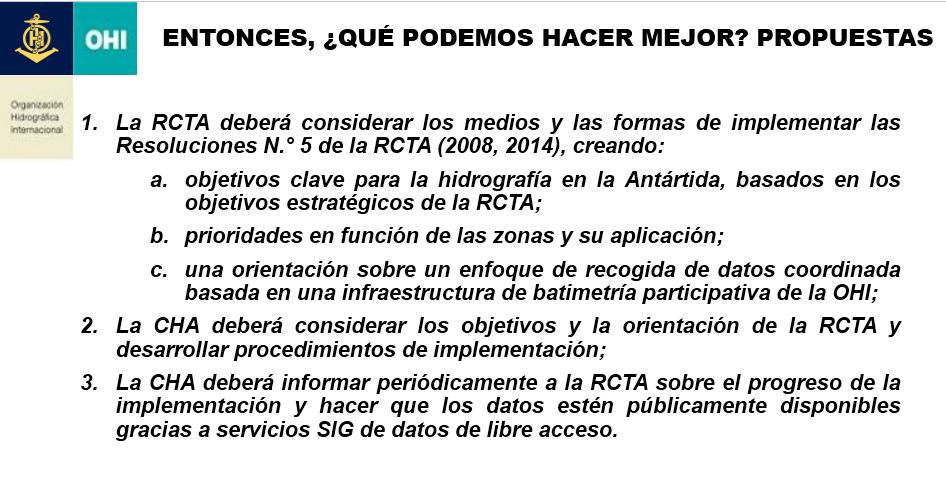 OHI
ENTONCES, ¿QUÉ PODEMOS HACER MEJOR? PROPUESTAS
Organización
Hidrográfica
Internacional
1. La RCTA deberá considerar los medios y las formas de implementar las
Resoluciones N.° 5 de la RCTA (2008, 2014), creando:
a. objetivos clave para la hidrografía en la Antártida, basados en los
objetivos estratégicos de la RCTA;
b. prioridades en función de las zonas y su aplicación;
c. una orientación sobre un enfoque de recogida de datos coordinada
basada en una infraestructura de batimetría participativa de la OHI;
2. La CHA deberá considerar los objetivos y la orientación de la RCTA y
desarrollar procedimientos de implementación;
3. La CHA deberá informar periódicamente a la RCTA sobre el progreso de la
implementación y hacer que los datos estén públicamente disponibles
gracias a servicios SIG de datos de libre acceso.